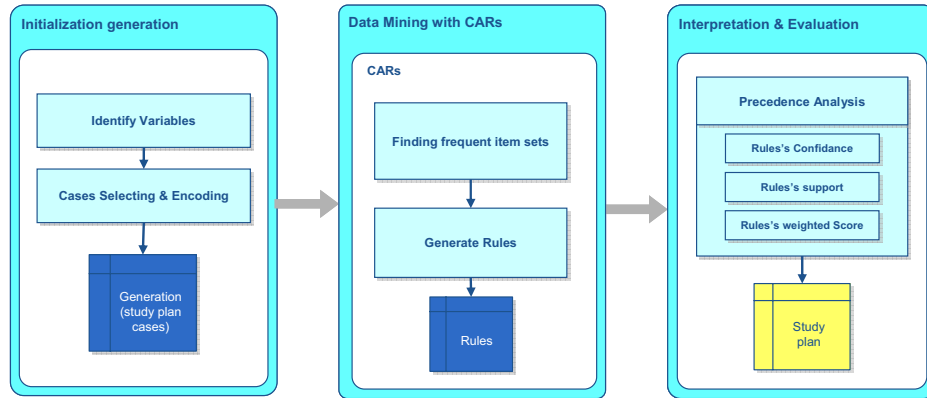 Initialization generation
Identify Variables
Cases Selecting & Encoding
Generation
(study plan
cases)
Data Mining with CARs
CARs
Finding frequent item sets
Generate Rules
Rules
Interpretation & Evaluation
Precedence Analysis
Rules's Confidance
Rules's support
Rules's weighted Score
Study
plan